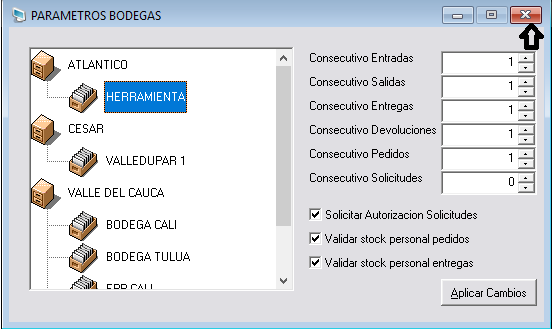 PARAMETROS BODEGAS
ATLANTICO
HERRAMIENTA
CESAR
VALLEDUPAR 1
VALLE DEL CAUCA
BODEGA CALI
BODEGA TULUA
Consecutivo Entradas 1
Consecutivo Salidas 1
Consecutivo Entregas 1
Consecutivo Devoluciones 1
Consecutivo Pedidos 1
Consecutivo Solicitudes 0
Solicitar Autorizacion Solicitudes
Validar stock personal pedidos
Validar stock personal entregas
Aplicar Cambios